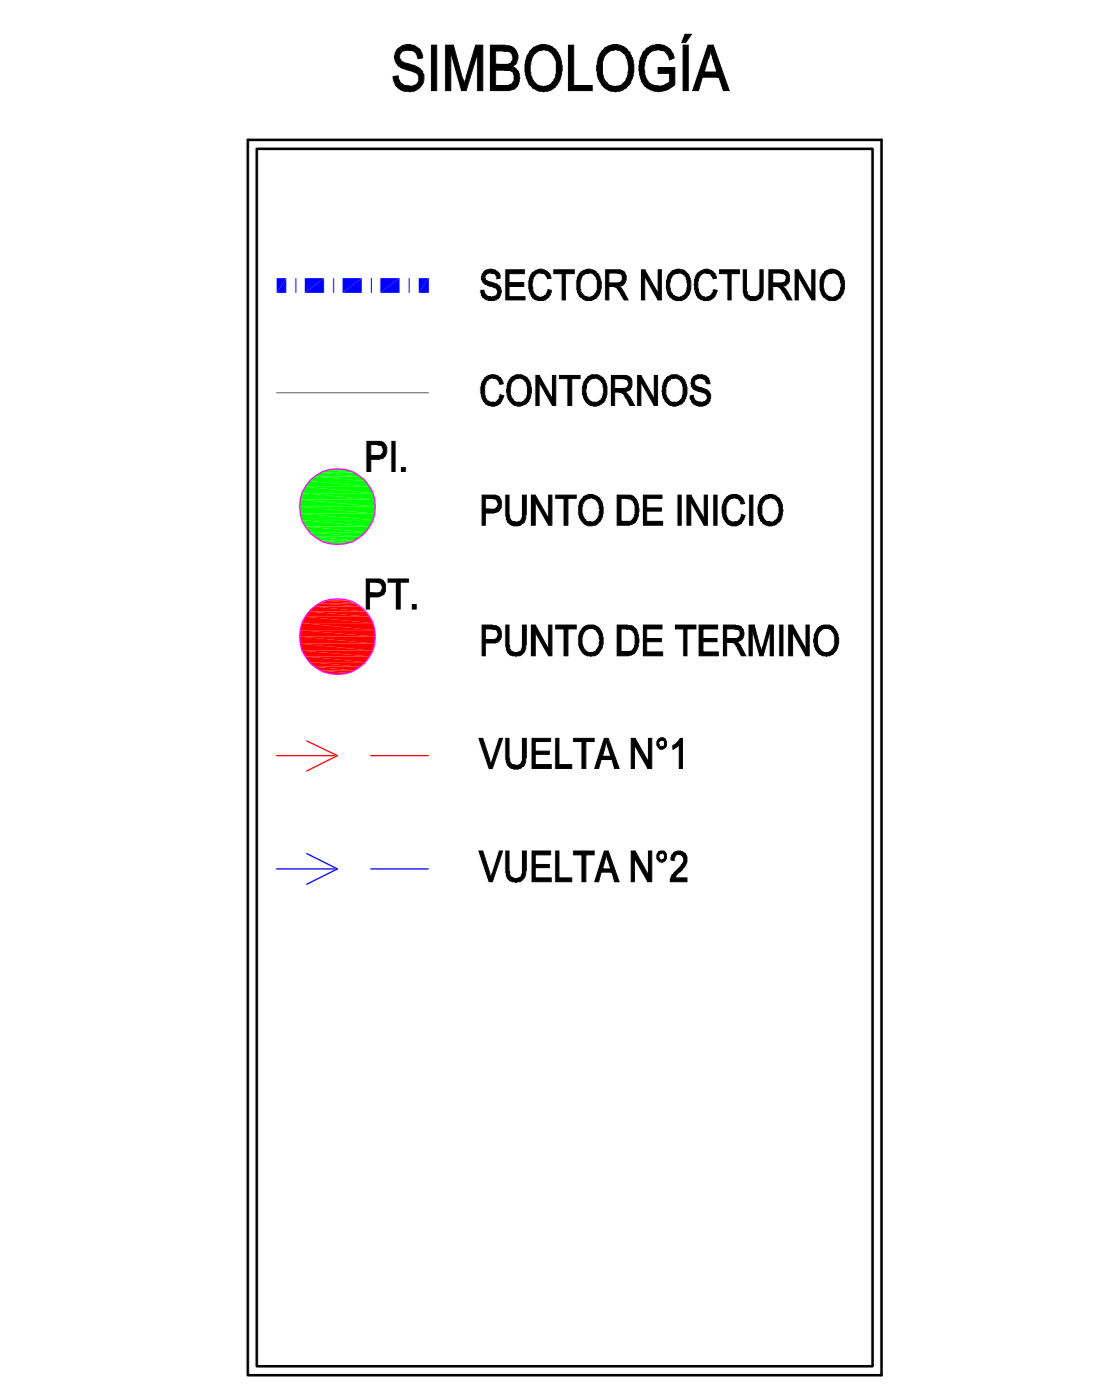 SIMBOLOGÍA
SECTOR NOCTURNO
CONTORNOS
PI.
PUNTO DE INICIO
PT.
PUNTO DE TERMINO
VUELTA N°1
VUELTA N°2